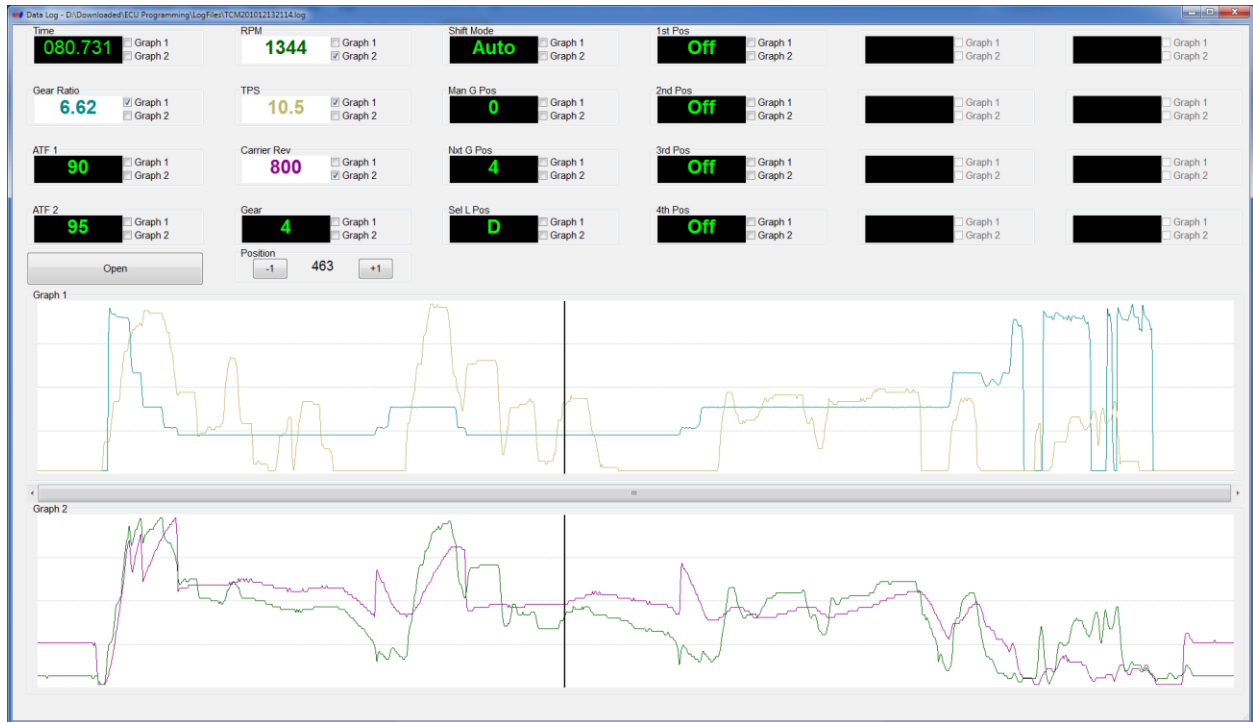 Data Log - D:\Downloaded\ECU Programming\LogFiles\TCM201012132114.log
Time
080.731
Graph 1
Graph 2
RPM
1344
Graph 1
Graph 2
Shift Mode
Auto
Graph 1
Graph 2
1st Pos
Off
Graph 1
Graph 2
Graph 1
Graph 2
Graph 1
Graph 2
Gear Ratio
6.62
Graph 1
Graph 2
TPS
10.5
Graph 1
Graph 2
Man G Pos
0
Graph 1
Graph 2
2nd Pos
Off
Graph 1
Graph 2
Graph 1
Graph 2
Graph 1
Graph 2
ATF 1
90
Graph 1
Graph 2
Carrier Rev
800
Graph 1
Graph 2
Nxt G Pos
4
Graph 1
Graph 2
3rd Pos
Off
Graph 1
Graph 2
Graph 1
Graph 2
Graph 1
Graph 2
ATF 2
95
Graph 1
Graph 2
Gear
4
Graph 1
Graph 2
Sel L Pos
D
Graph 1
Graph 2
4th Pos
Off
Graph 1
Graph 2
Graph 1
Graph 2
Graph 1
Graph 2
Open
Position
-1 463 +1
Graph 1
Graph 2